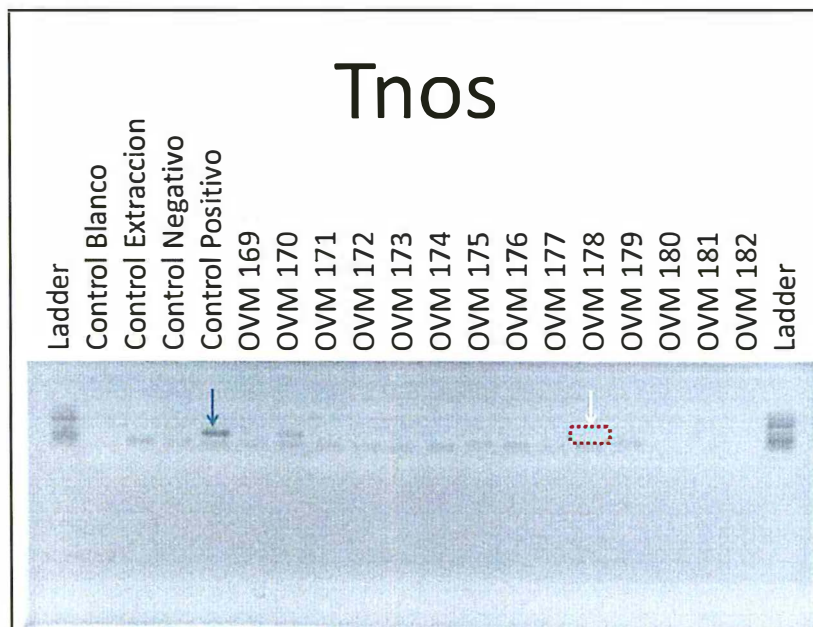 Tnos
Ladder
Control Blanco
Control Extraccion
Control Negativo
Control Positivo
OVM 169
OVM 170
OVM 171
OVM 172
OVM 173
OVM 174
OVM 175
OVM 176
OVM 177
OVM 178
OVM 179
OVM 180
OVM 181
OVM 182
Ladder